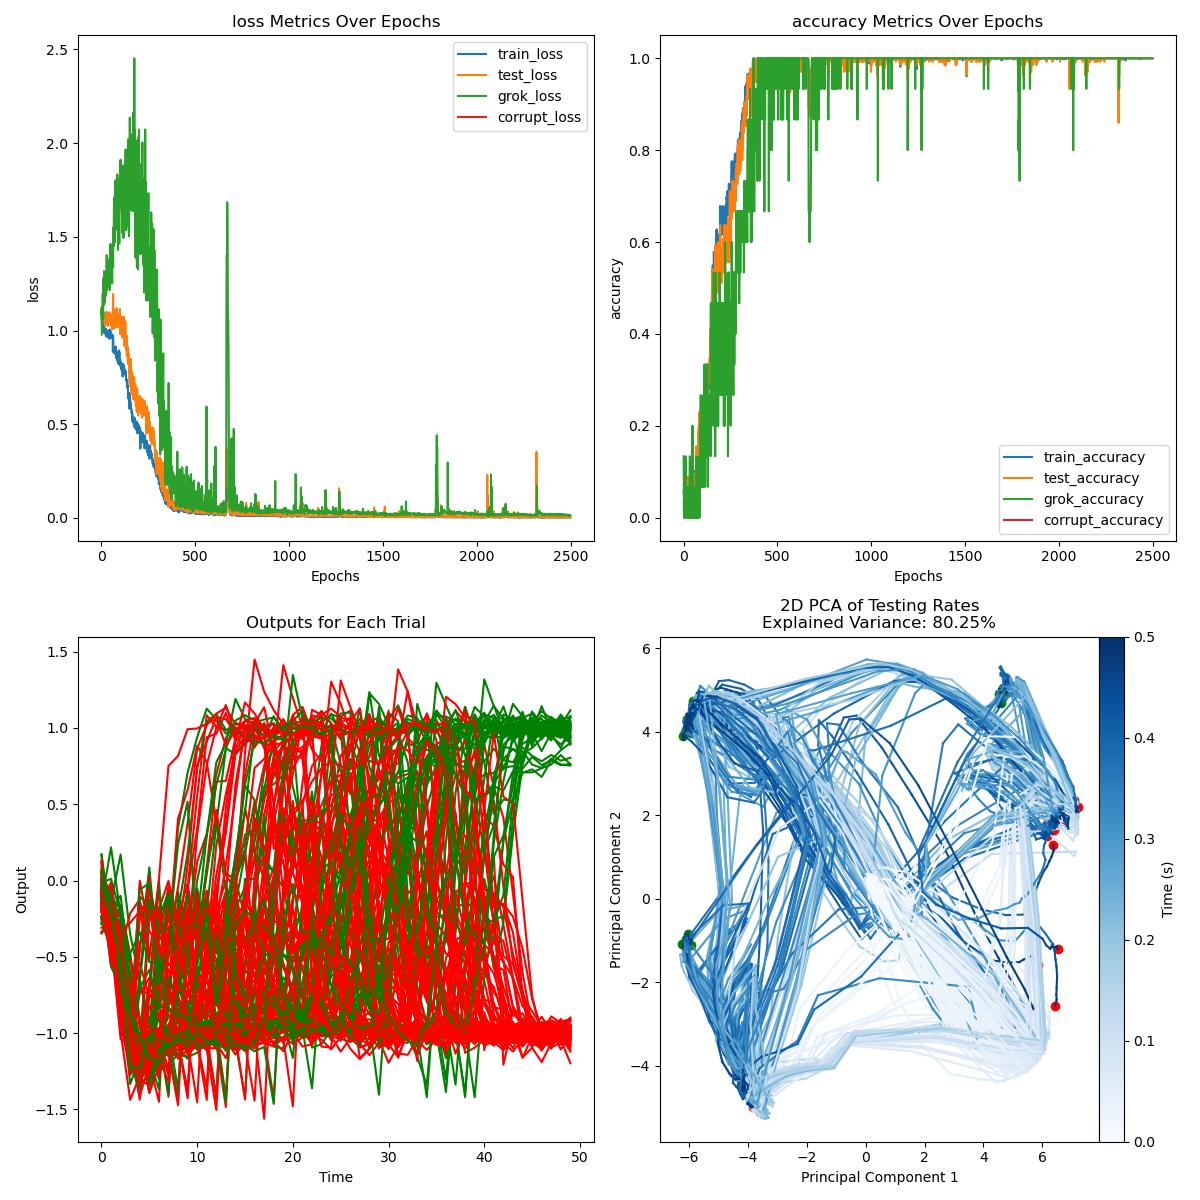 loss Metrics Over Epochs
2.5
2.0
1.5
1.0
0.5
0.0
loss
0
500
1000
1500
2000
2500
Epochs
train_loss
test_loss
grok_loss
corrupt_loss
accuracy Metrics Over Epochs
1.0
0.8
0.6
0.4
0.2
0.0
accuracy
0
500
1000
1500
2000
2500
Epochs
train_accuracy
test_accuracy
grok_accuracy
corrupt_accuracy
Outputs for Each Trial
1.5
1.0
0.5
0.0
−0.5
−1.0
−1.5
Output
0
10
20
30
40
50
Time
2D PCA of Testing Rates
Explained Variance: 80.25%
6
4
2
0
−2
−4
Principal Component 2
−6
−4
−2
0
2
4
6
Principal Component 1
0.5
0.4
0.3
0.2
0.1
0.0
Time (s)